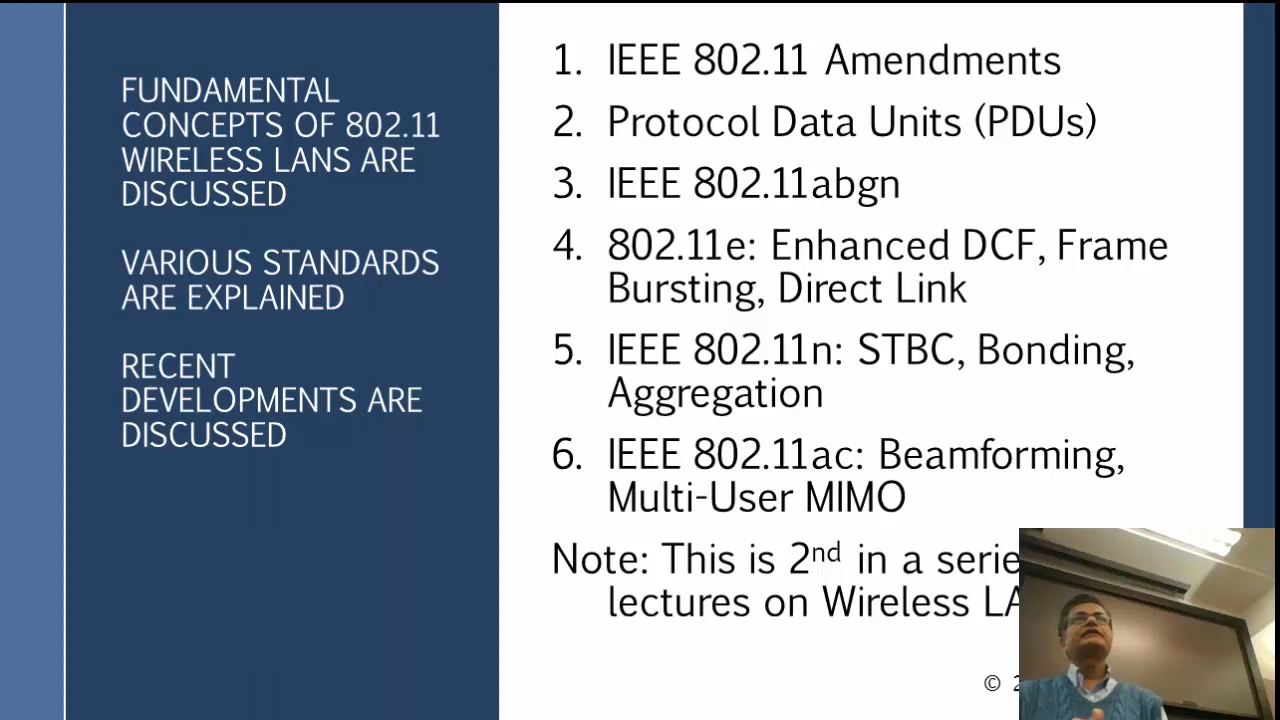 FUNDAMENTAL
CONCEPTS OF 802.11
WIRELESS LANS ARE
DISCUSSED
VARIOUS STANDARDS
ARE EXPLAINED
RECENT
DEVELOPMENTS ARE
DISCUSSED
1. IEEE 802.11 Amendments
2. Protocol Data Units (PDUs)
3. IEEE 802.11abgn
4. 802.11e: Enhanced DCF, Frame
Bursting, Direct Link
5. IEEE 802.11n: STBC, Bonding,
Aggregation
6. IEEE 802.11ac: Beamforming,
Multi-User MIMO
Note: This is 2nd in a
lectures on Wireless
©